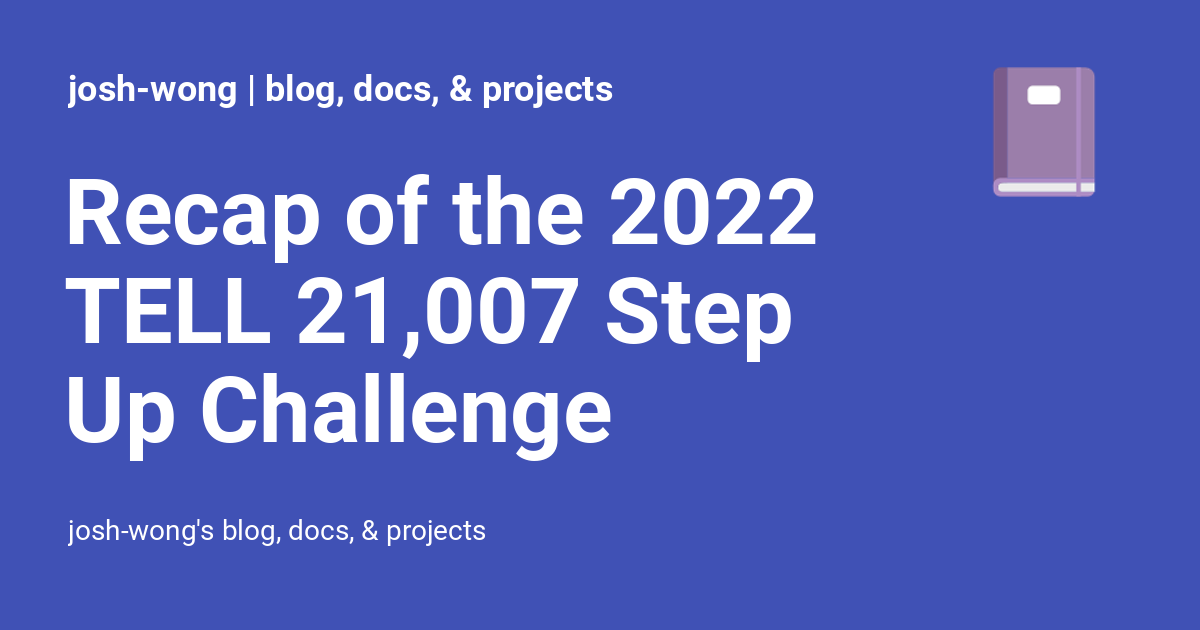 josh-wong | blog, docs, & projects
Recap of the 2022
TELL 21,007 Step
Up Challenge
josh-wong's blog, docs, & projects